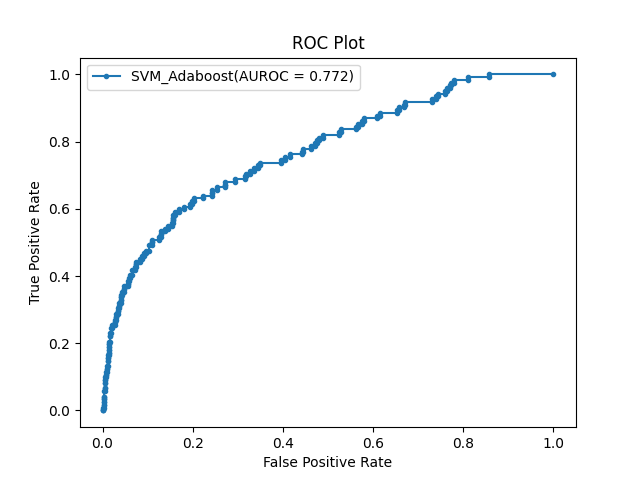 ROC Plot
SVM_Adaboost(AUROC = 0.772)
True Positive Rate
1.0
0.8
0.6
0.4
0.2
0.0
0.0 0.2 0.4 0.6 0.8 1.0
False Positive Rate